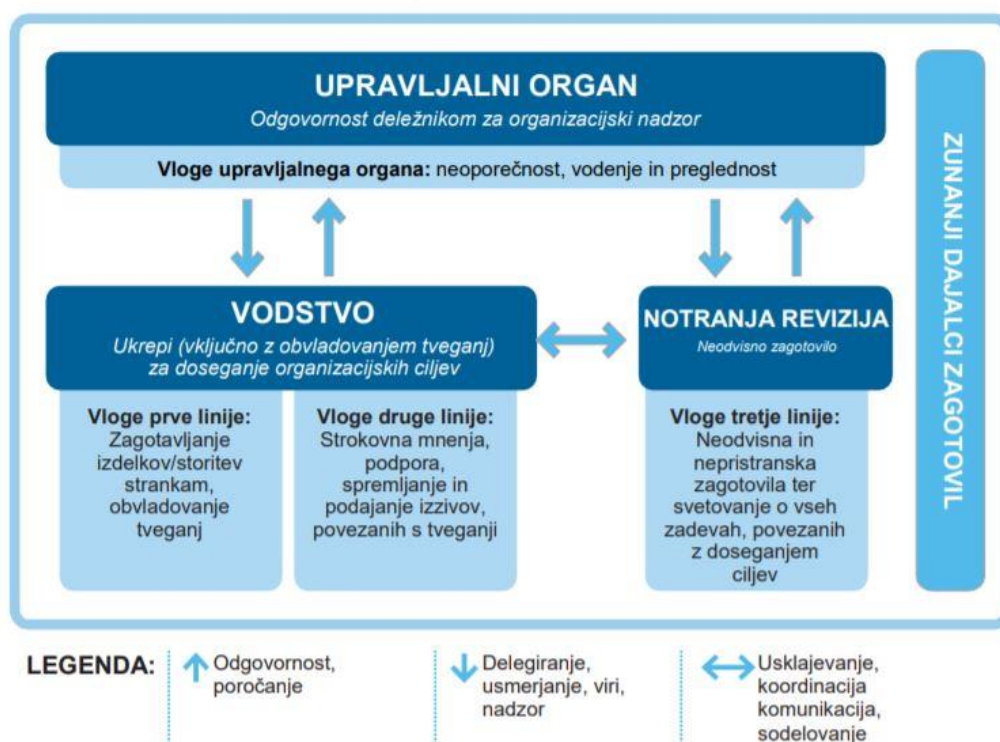 UPRAVLJALNI ORGAN
Odgovornost deležnikom za organizacijski nadzor
Vloge upravljalnega organa: neoporečnost, vodenje in preglednost
VODSTVO
Ukrepi (vključno z obvladovanjem tveganj)
za doseganje organizacijskih ciljev
Vloge prve linije:
Zagotavljanje
izdelkov/storitev
strankam,
obvladovanje
tveganj
Vloge druge linije:
Strokovna mnenja,
podpora,
spremljanje in
podajanje izzivov,
povezanih s tveganji
NOTRANJA REVIZIJA
Neodvisno zagotovilo
Vloge tretje linije:
Neodvisna in
nepristranska
zagotovila ter
svetovanje o vseh
zadevah, povezanih
z doseganjem
ciljev
ZUNANJI DAJALCI ZAGOTOVIL
LEGENDA:
Odgovornost,
poročanje
Delegiranje,
usmerjanje, viri,
nadzor
Usklajevanje,
koordinacija
komunikacija,
sodelovanje